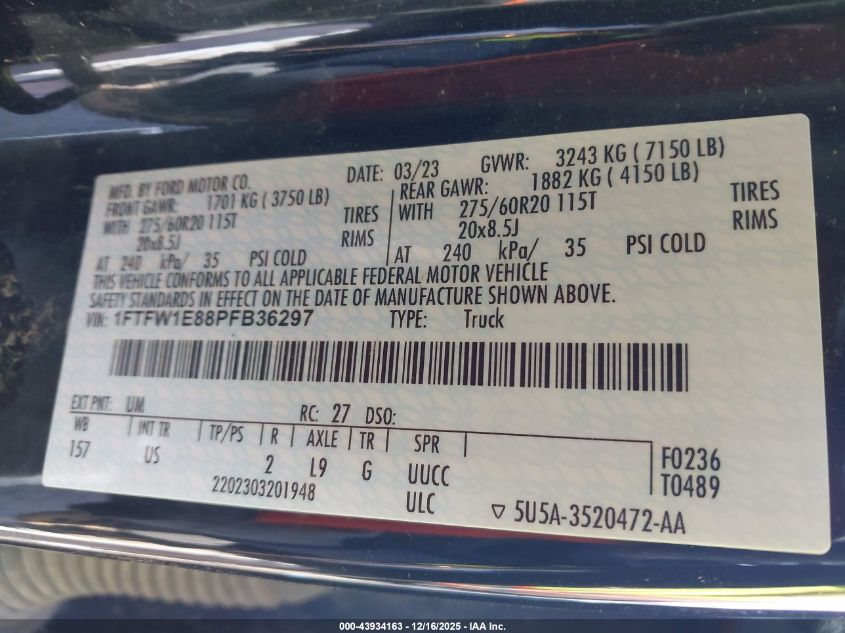 MFD. BY FORD MOTOR CO. DATE: 03/23 GVWR: 3243 KG ( 7150 LB)
FRONT GAWR: 1701 KG ( 3750 LB) REAR GAWR: 1882 KG ( 4150 LB)
WITH 275/60R20 115T TIRES WITH 275/60R20 115T TIRES
20x8.5J RIMS 20x8.5J RIMS
AT 240 kPa/ 35 PSI COLD AT 240 kPa/ 35 PSI COLD
THIS VEHICLE CONFORMS TO ALL APPLICABLE FEDERAL MOTOR VEHICLE
SAFETY STANDARDS IN EFFECT ON THE DATE OF MANUFACTURE SHOWN ABOVE.
VIN: 1FTFW1E88PFB36297 TYPE: Truck
EXT PNT: UM RC: 27 DSO:
WB INT TR TP/PS R AXLE TR SPR
157 US 2 L9 G UUCC F0236
2202303201948 ULC T0489
5U5A-3520472-AA
000-43934163 - 12/16/2025 - IAA Inc.